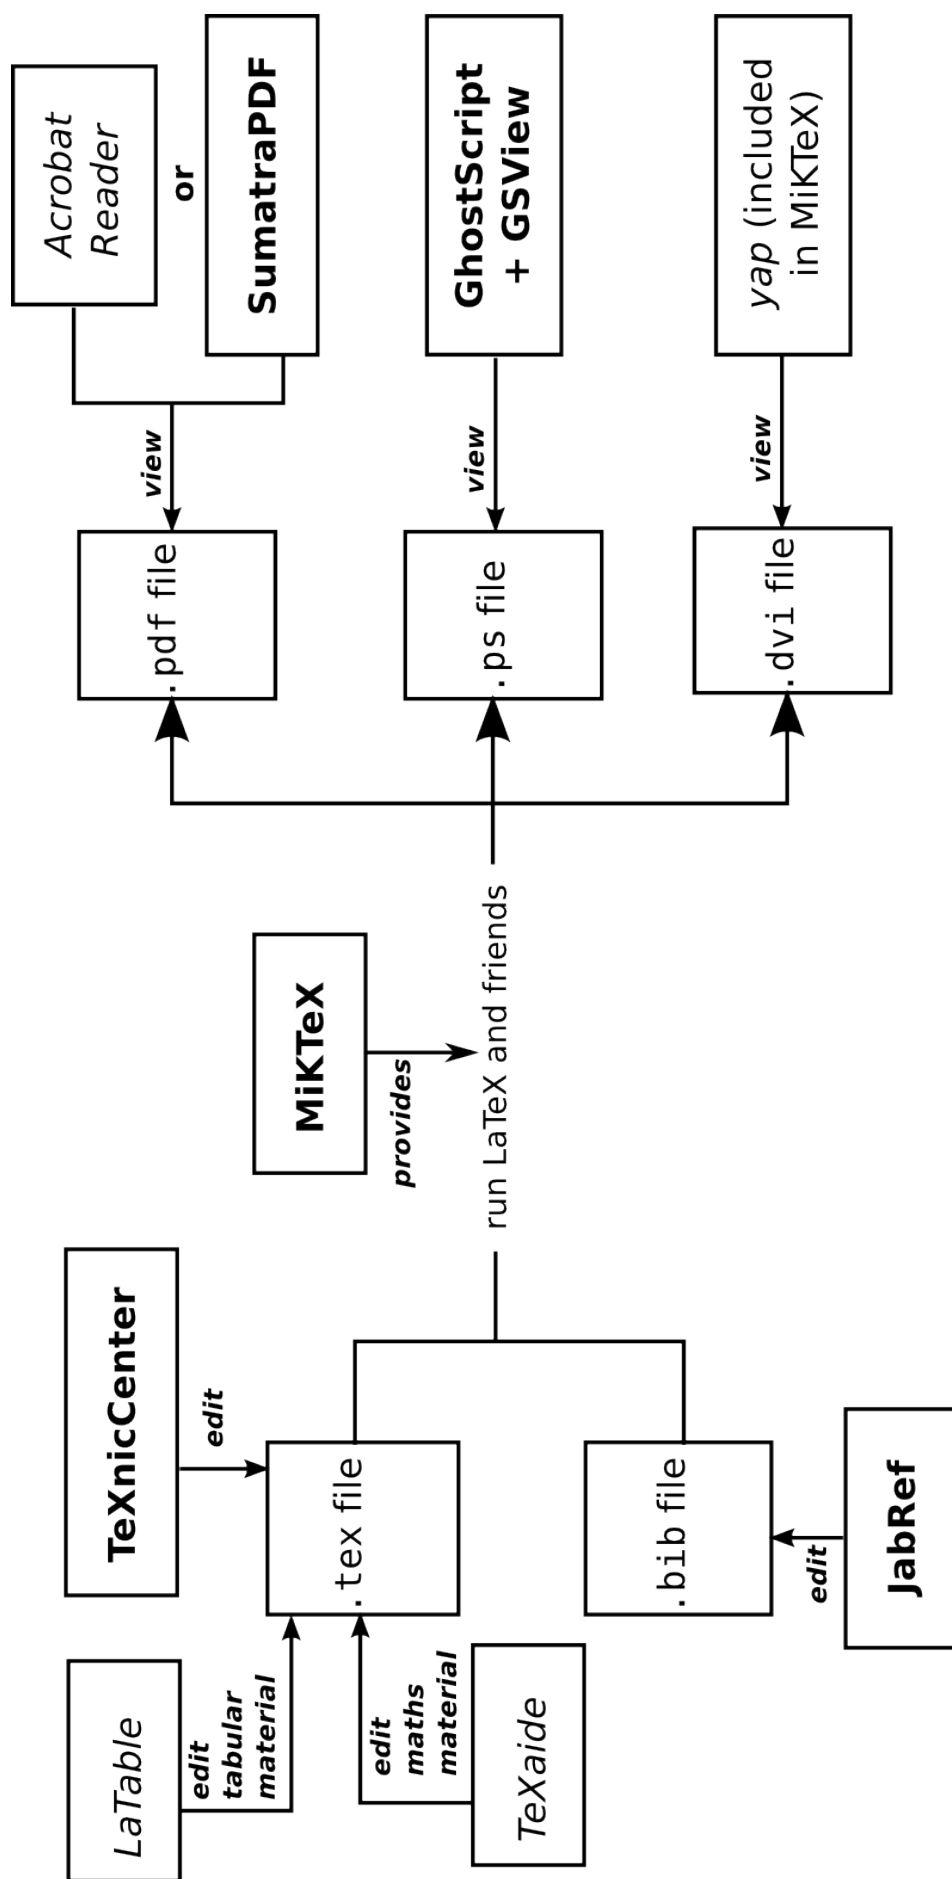 LaTable
edit
tabular
material
TeXnicCenter
edit
.tex file
edit
maths
material
TeXaide
.bib file
edit
JabRef
MiKTeX
provides
run LaTeX and friends
.pdf file
view
Acrobat
Reader
or
SumatraPDF
.ps file
view
GhostScript
+ GSView
.dvi file
view
yap (included
in MiKTeX)